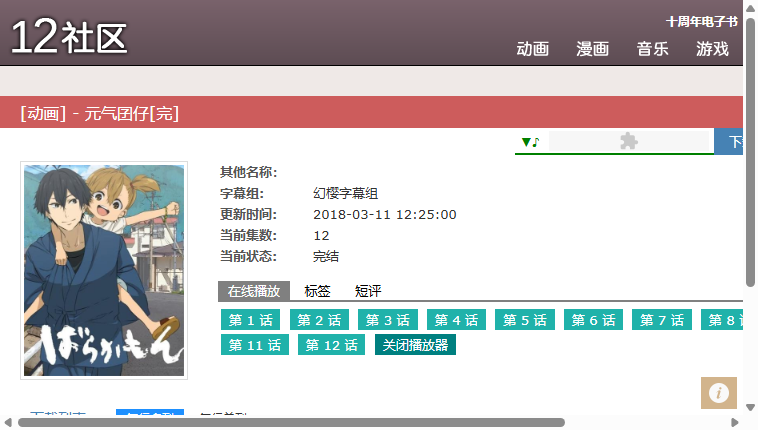 十周年电子书
12社区
动画 漫画 音乐 游戏
[动画] - 元气囝仔[完]
▼♪
其他名称:
字幕组: 幻樱字幕组
更新时间: 2018-03-11 12:25:00
当前集数: 12
当前状态: 完结
在线播放 标签 短评
第 1 话 第 2 话 第 3 话 第 4 话 第 5 话 第 6 话 第 7 话 第 8
第 11 话 第 12 话 关闭播放器
ばらかもん